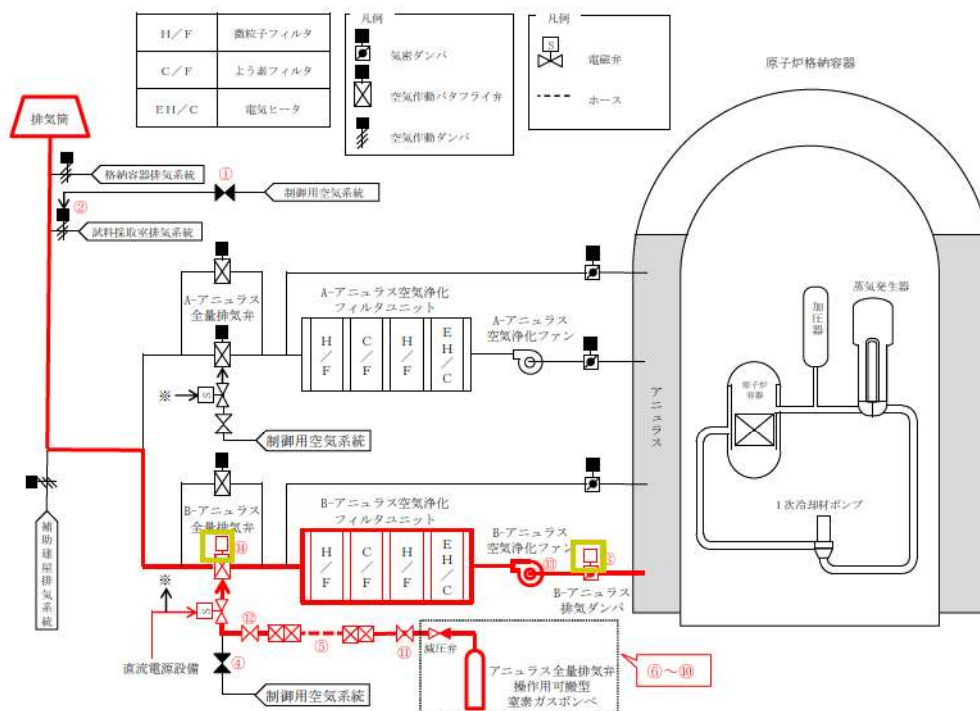 H/F 微粒子フィルタ
C/F よう素フィルタ
EH/C 電気ヒータ
凡例
気密ダンパ
空気作動バタフライ弁
空気作動ダンパ
凡例
S
電磁弁
ホース
原子炉格納容器
排気筒
格納容器排気系統
①
制御用空気系統
②
試料採取室排気系統
A-アニュラス
全量排気弁
A-アニュラス空気浄化
フィルタユニット
H/F
C/F
H/F
EH/C
A-アニュラス
空気浄化ファン
※
S
制御用空気系統
アニュラス
加圧器
蒸気発生器
原子炉
容器
1次冷却材ポンプ
補助建屋排気系統
B-アニュラス
全量排気弁
⑭
B-アニュラス空気浄化
フィルタユニット
H/F
C/F
H/F
EH/C
B-アニュラス
空気浄化ファン
⑬
B-アニュラス
排気ダンパ
※
S
直流電源設備
⑫
⑤
⑪
減圧弁
④
制御用空気系統
アニュラス全量排気弁
操作用可搬型
窒素ガスボンベ
⑥~⑩